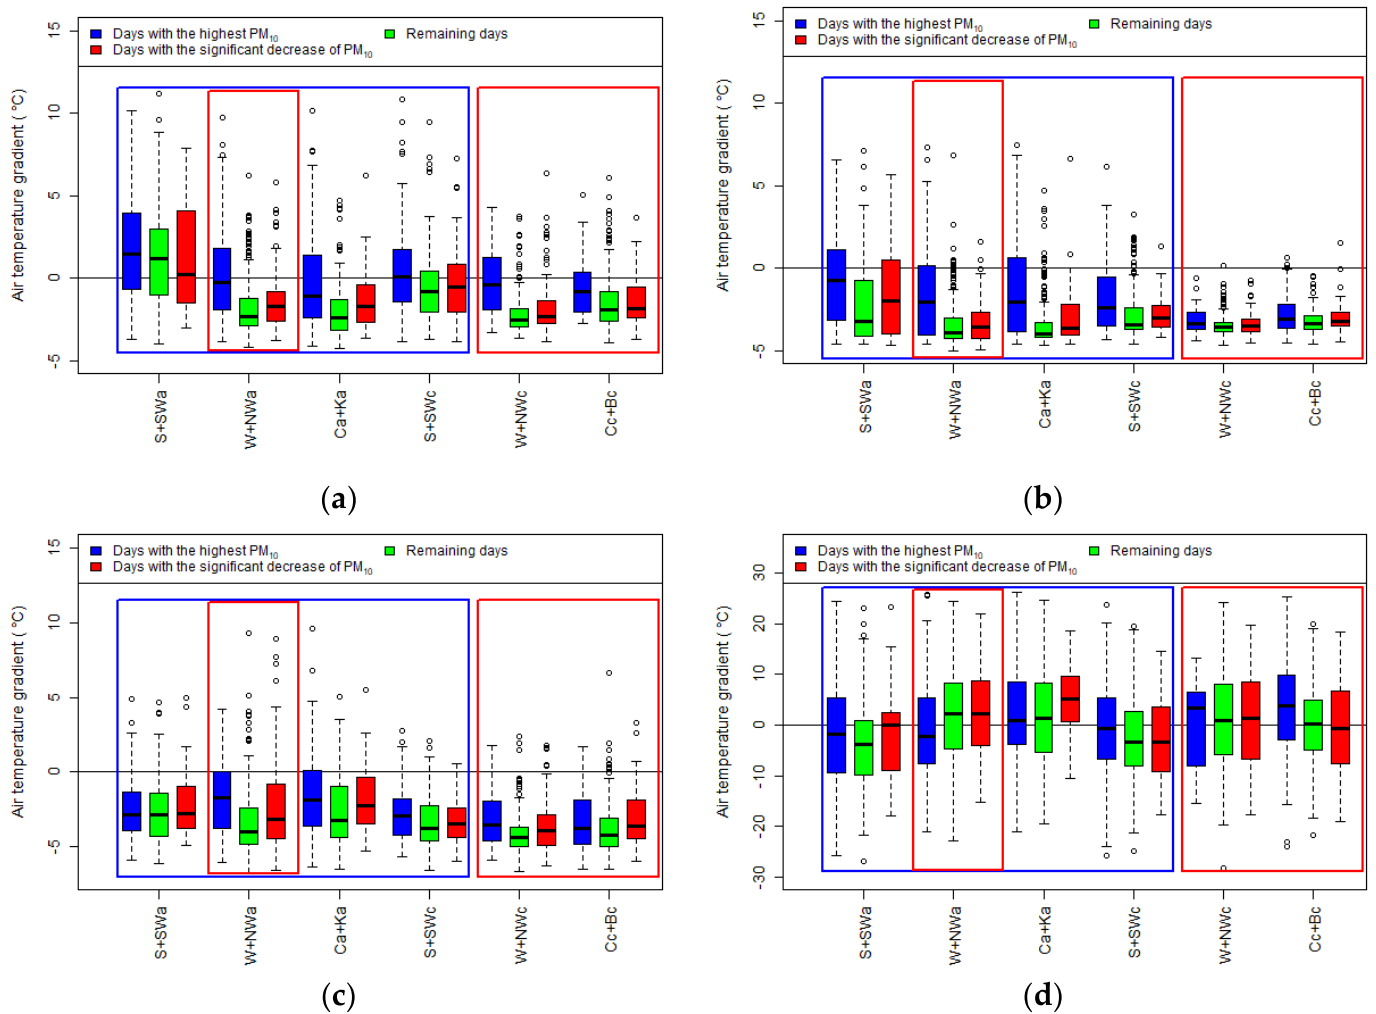 Days with the highest PM10
Remaining days
Days with the significant decrease of PM10
Air temperature gradient ( °C)
15
10
5
0
-5
S+SWa
W+NWa
Ca+Ka
S+SWc
W+NWc
Cc+Bc
(a)
Days with the highest PM10
Remaining days
Days with the significant decrease of PM10
Air temperature gradient ( °C)
15
10
5
0
-5
S+SWa
W+NWa
Ca+Ka
S+SWc
W+NWc
Cc+Bc
(b)
Days with the highest PM10
Remaining days
Days with the significant decrease of PM10
Air temperature gradient ( °C)
15
10
5
0
-5
S+SWa
W+NWa
Ca+Ka
S+SWc
W+NWc
Cc+Bc
(c)
Days with the highest PM10
Remaining days
Days with the significant decrease of PM10
Air temperature gradient ( °C)
30
20
10
0
-10
-20
-30
S+SWa
W+NWa
Ca+Ka
S+SWc
W+NWc
Cc+Bc
(d)